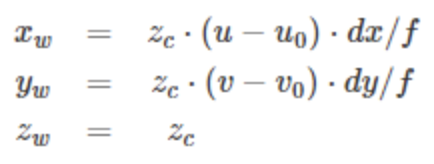 x_w = z_c · (u − u_0) · dx/f
y_w = z_c · (v − v_0) · dy/f
z_w = z_c